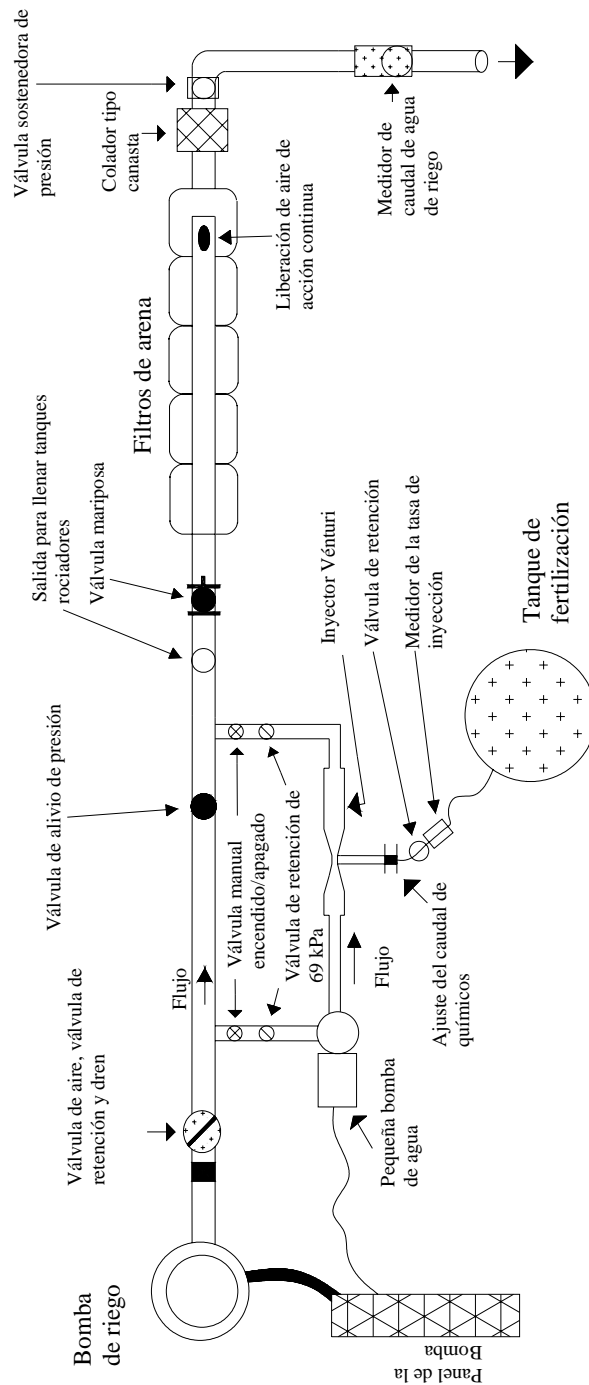 Bomba
de riego
Válvula de aire, válvula de
retención y dren
Flujo
Válvula de alivio de presión
Salida para llenar tanques
rociadores
Válvula mariposa
Filtros de arena
Colador tipo
canasta
Válvula sostenedora de
presión
Liberación de aire de
acción continua
Medidor de
caudal de agua
de riego
Válvula manual
encendido/apagado
Válvula de retención de
69 kPa
Flujo
Inyector Vénturi
Válvula de retención
Medidor de la tasa de
inyección
Tanque de
fertilización
Ajuste del caudal de
químicos
Pequeña bomba
de agua
Panel de la
Bomba